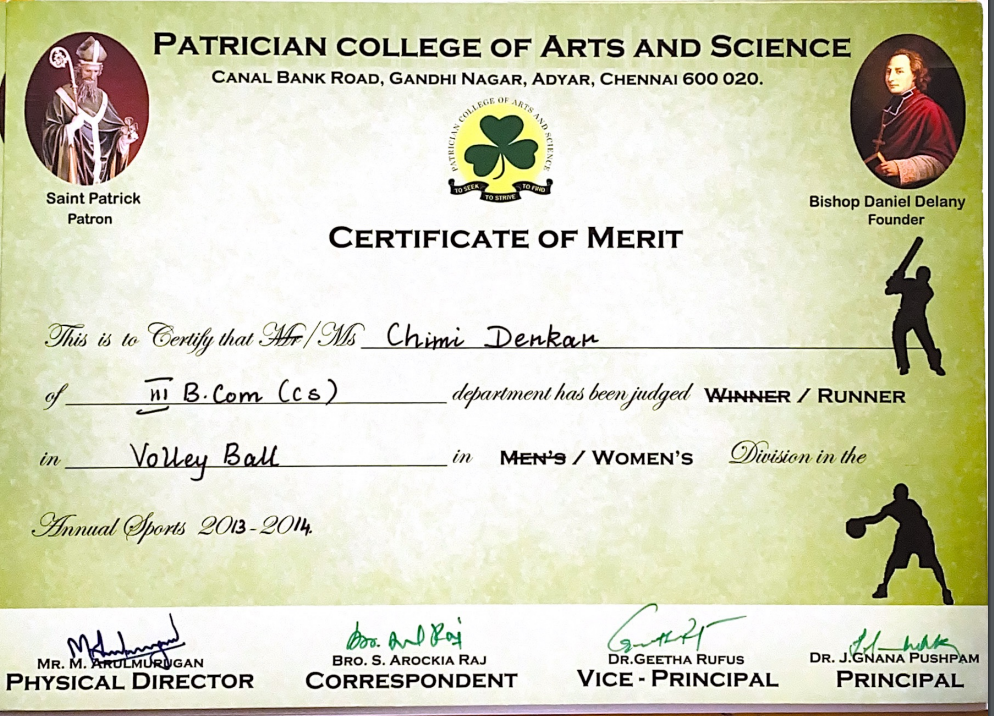 PATRICIAN COLLEGE OF ARTS AND SCIENCE
CANAL BANK ROAD, GANDHI NAGAR, ADYAR, CHENNAI 600 020.
PATRICIAN COLLEGE OF ARTS AND SCIENCE
TO SEEK TO STRIVE TO FIND
Saint Patrick
Patron
Bishop Daniel Delany
Founder
CERTIFICATE OF MERIT
This is to Certify that Mr/Ms Chimi Denkar
of III B.Com (CS) department has been judged WINNER / RUNNER
in Volley Ball in MEN'S / WOMEN'S Division in the
Annual Sports 2013-2014.
MR. M. ARULMURUGAN
PHYSICAL DIRECTOR
Bro. Arul Raj
BRO. S. AROCKIA RAJ
CORRESPONDENT
DR.GEETHA RUFUS
VICE - PRINCIPAL
DR. J.GNANA PUSHPAM
PRINCIPAL